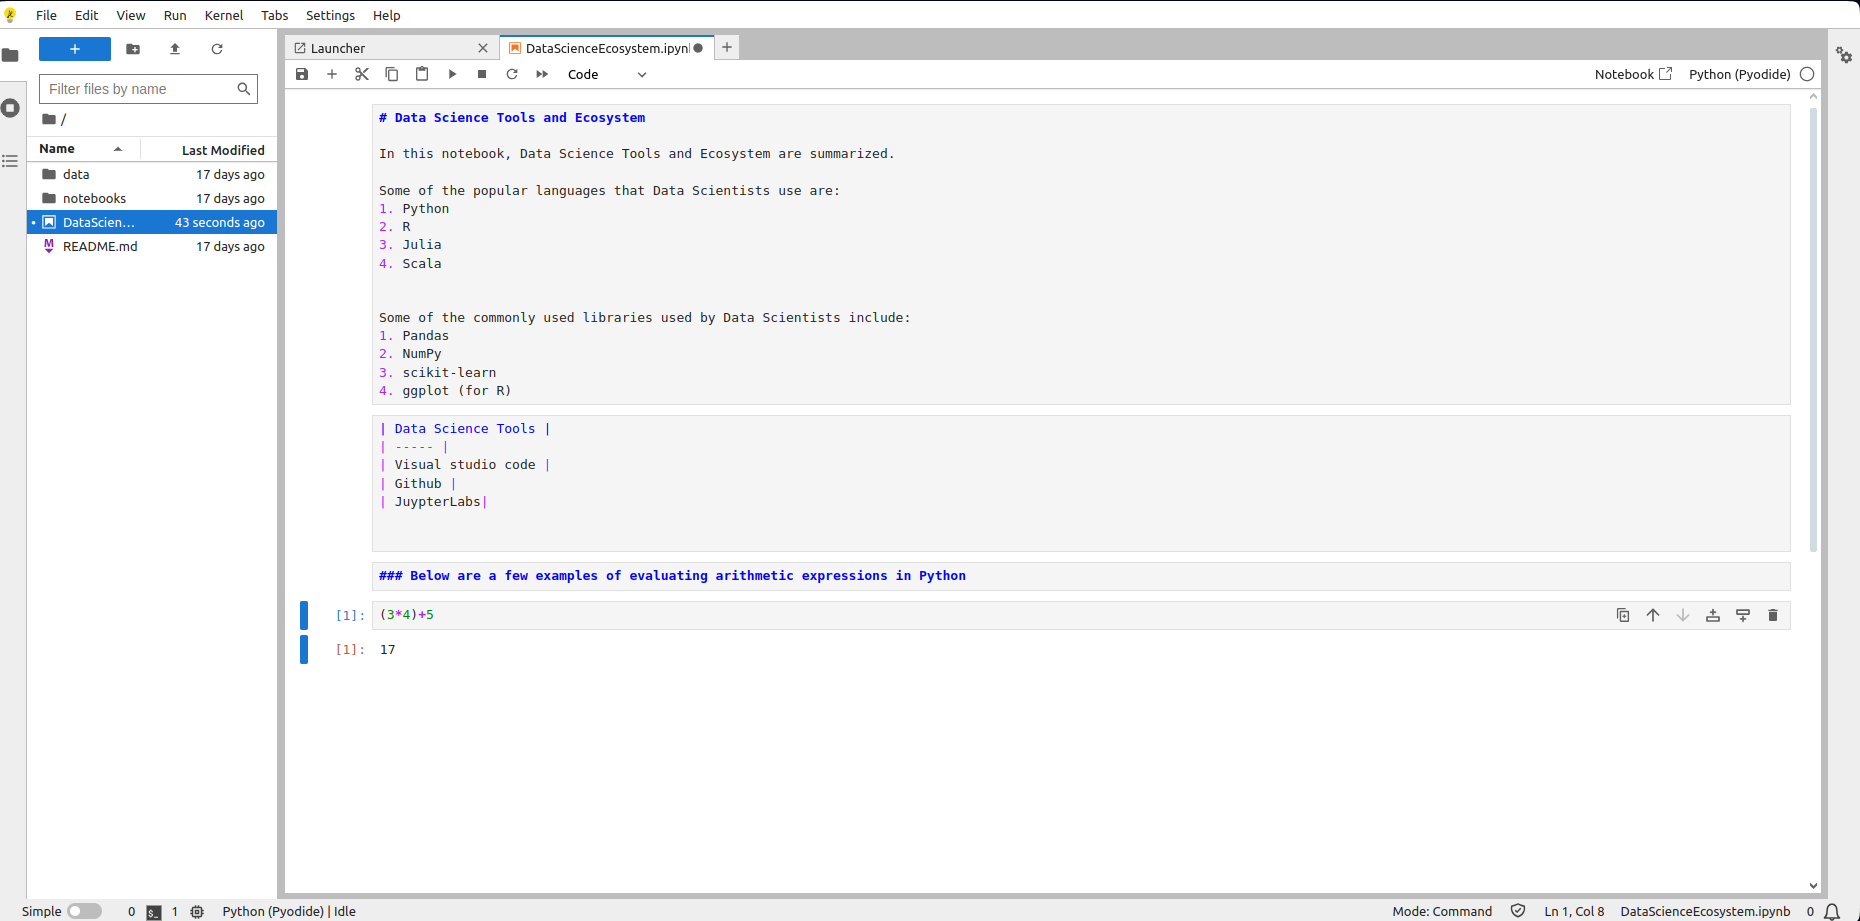 File Edit View Run Kernel Tabs Settings Help
Filter files by name
/
Name Last Modified
data 17 days ago
notebooks 17 days ago
DataScien... 43 seconds ago
README.md 17 days ago
Launcher
DataScienceEcosystem.ipynb
Code
Notebook Python (Pyodide)
# Data Science Tools and Ecosystem
In this notebook, Data Science Tools and Ecosystem are summarized.
Some of the popular languages that Data Scientists use are:
1. Python
2. R
3. Julia
4. Scala
Some of the commonly used libraries used by Data Scientists include:
1. Pandas
2. NumPy
3. scikit-learn
4. ggplot (for R)
| Data Science Tools |
| ----- |
| Visual studio code |
| Github |
| JuypterLabs|
### Below are a few examples of evaluating arithmetic expressions in Python
[1]: (3*4)+5
[1]: 17
Simple 0 1 Python (Pyodide) | Idle
Mode: Command Ln 1, Col 8 DataScienceEcosystem.ipynb 0